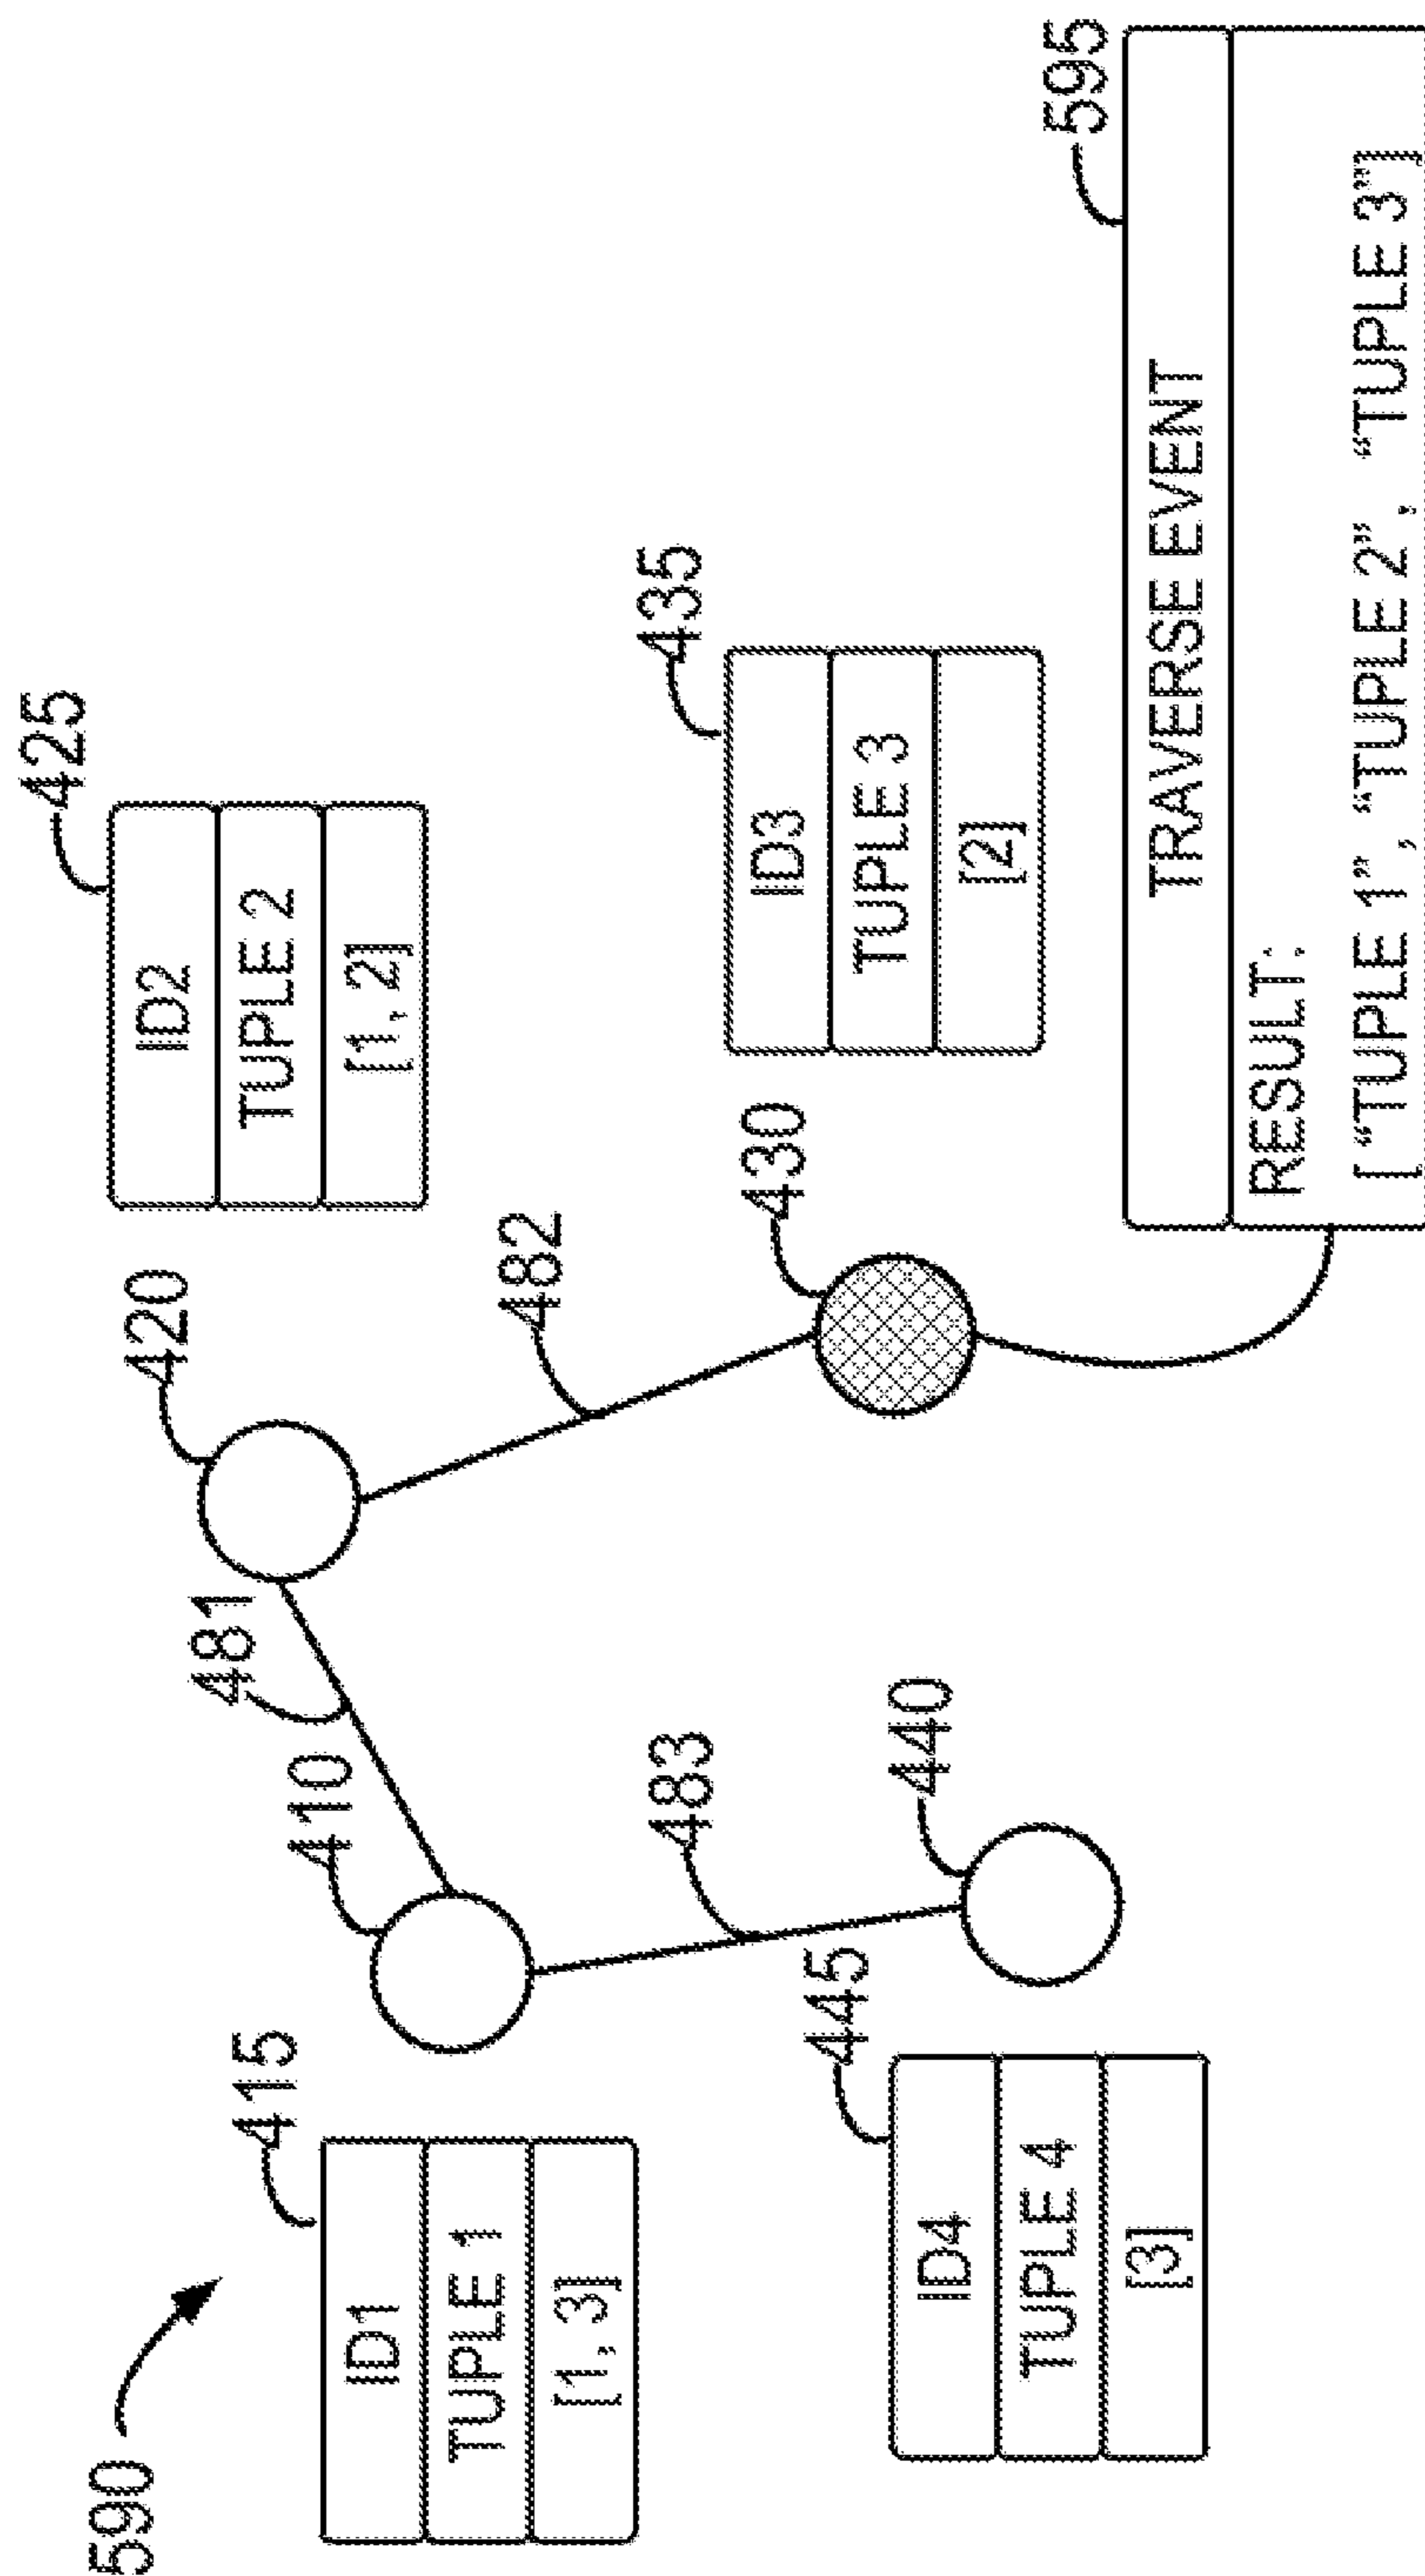 590
415
ID1
TUPLE 1
[1, 3]
410
481
420
425
ID2
TUPLE 2
[1, 2]
482
483
445
ID4
TUPLE 4
[3]
440
430
435
ID3
TUPLE 3
[2]
595
TRAVERSE EVENT
RESULT:
[ “TUPLE 1”, “TUPLE 2”, “TUPLE 3”]